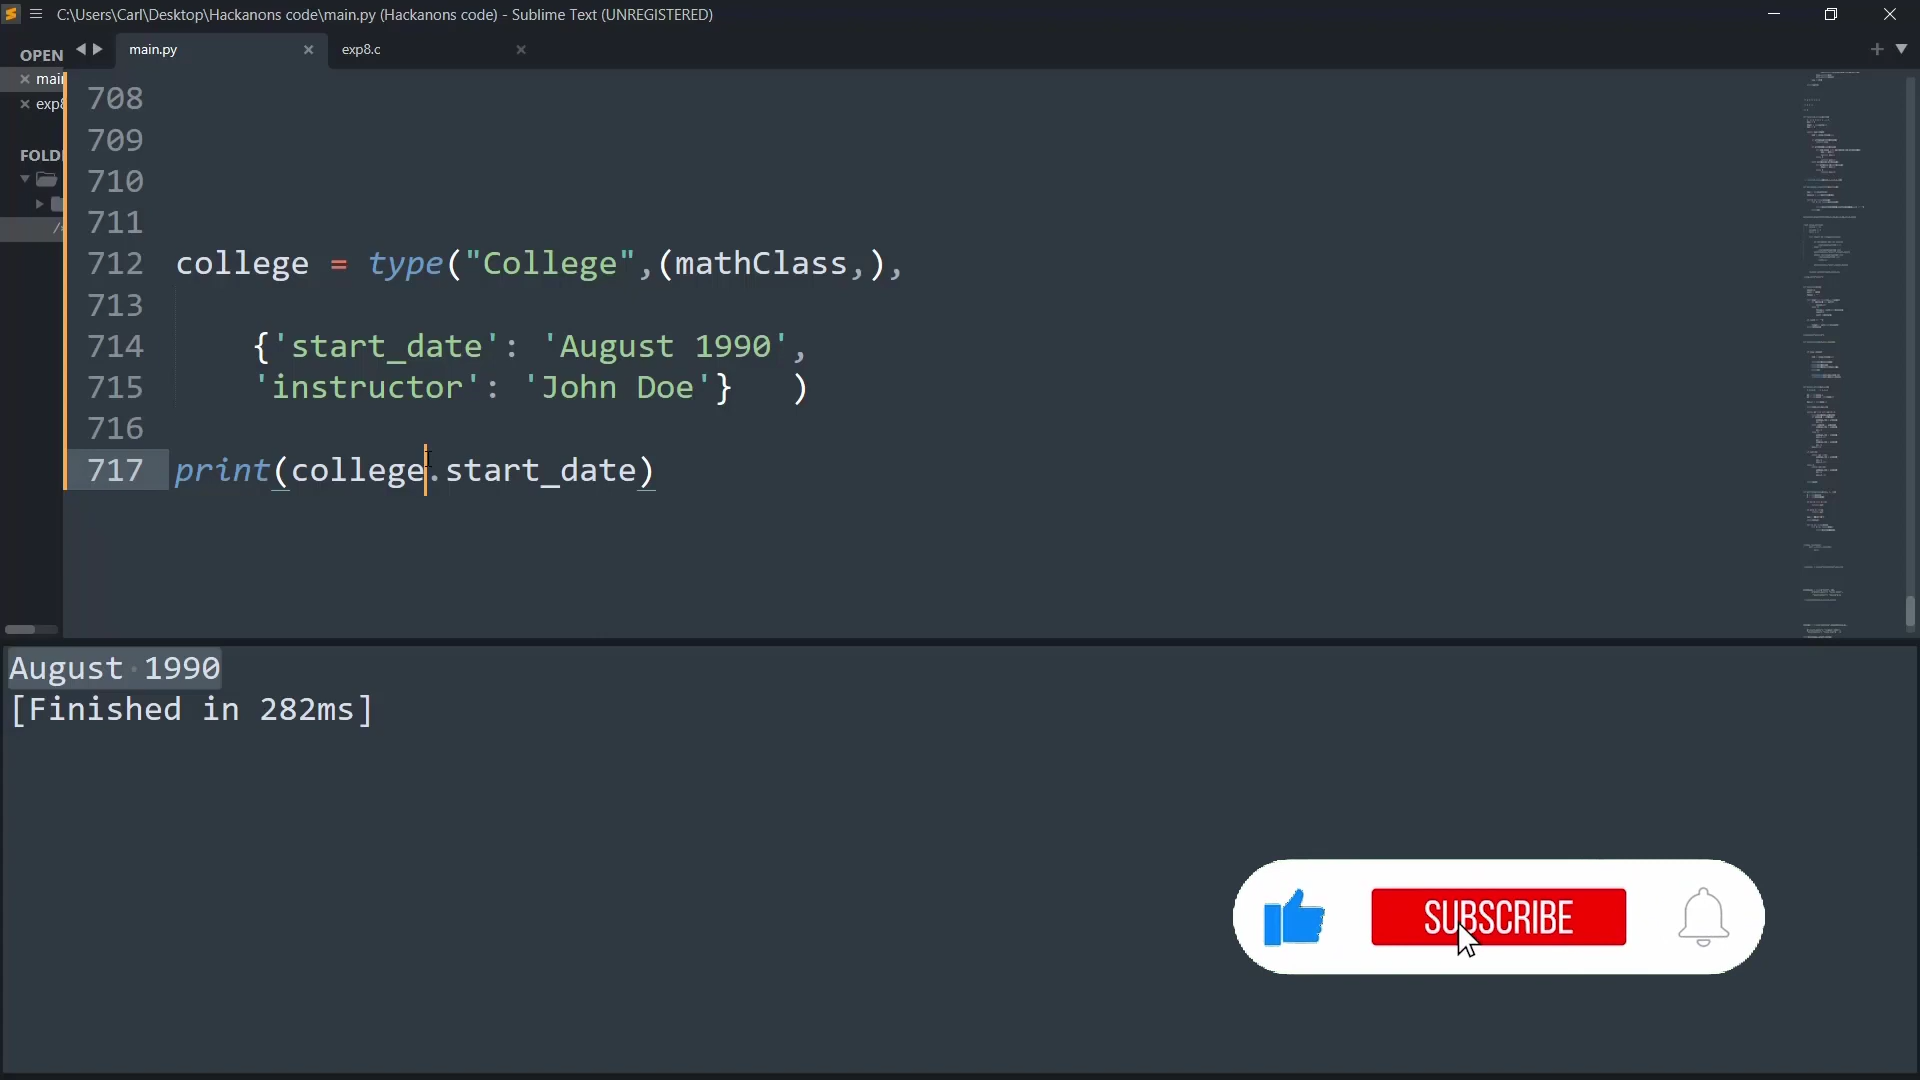 C:\Users\Carl\Desktop\Hackanons code\main.py (Hackanons code) - Sublime Text (UNREGISTERED)
OPEN
main.py
exp8.c
mai
exp8
FOLD
/*
708
709
710
711
712 college = type("College",(mathClass,),
713
714 {'start_date': 'August 1990',
715 'instructor': 'John Doe'} )
716
717 print(college.start_date)
August 1990
[Finished in 282ms]
SUBSCRIBE